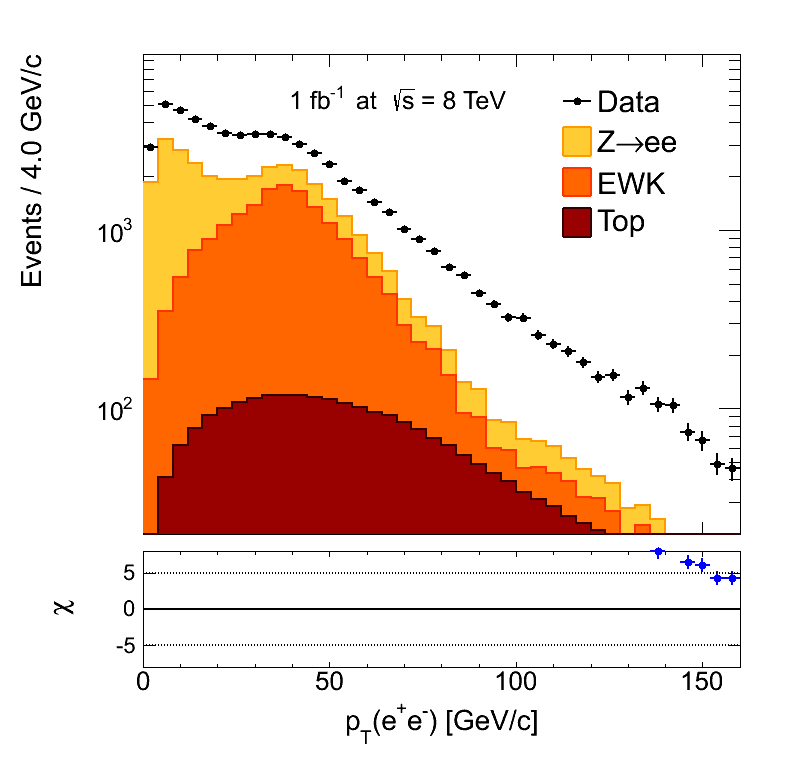 Events / 4.0 GeV/c
1 fb⁻¹ at √s = 8 TeV
Data
Z→ee
EWK
Top
10³
10²
χ
5
0
-5
0 50 100 150
p_T(e⁺e⁻) [GeV/c]